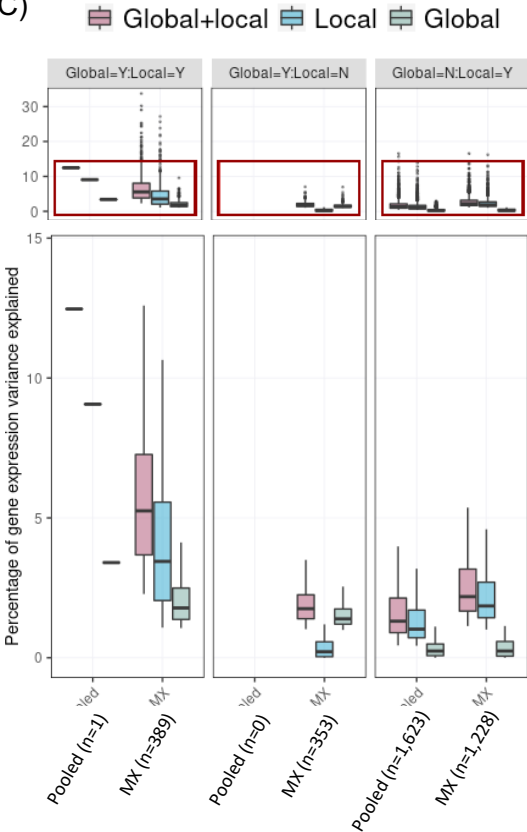 C)
Global+local Local Global
Global=Y:Local=Y Global=Y:Local=N Global=N:Local=Y
30
20
10
0
15
10
5
0
Percentage of gene expression variance explained
MX MX MX
Pooled (n=1) MX (n=389) Pooled (n=0) MX (n=353) Pooled (n=1,623) MX (n=1,228)